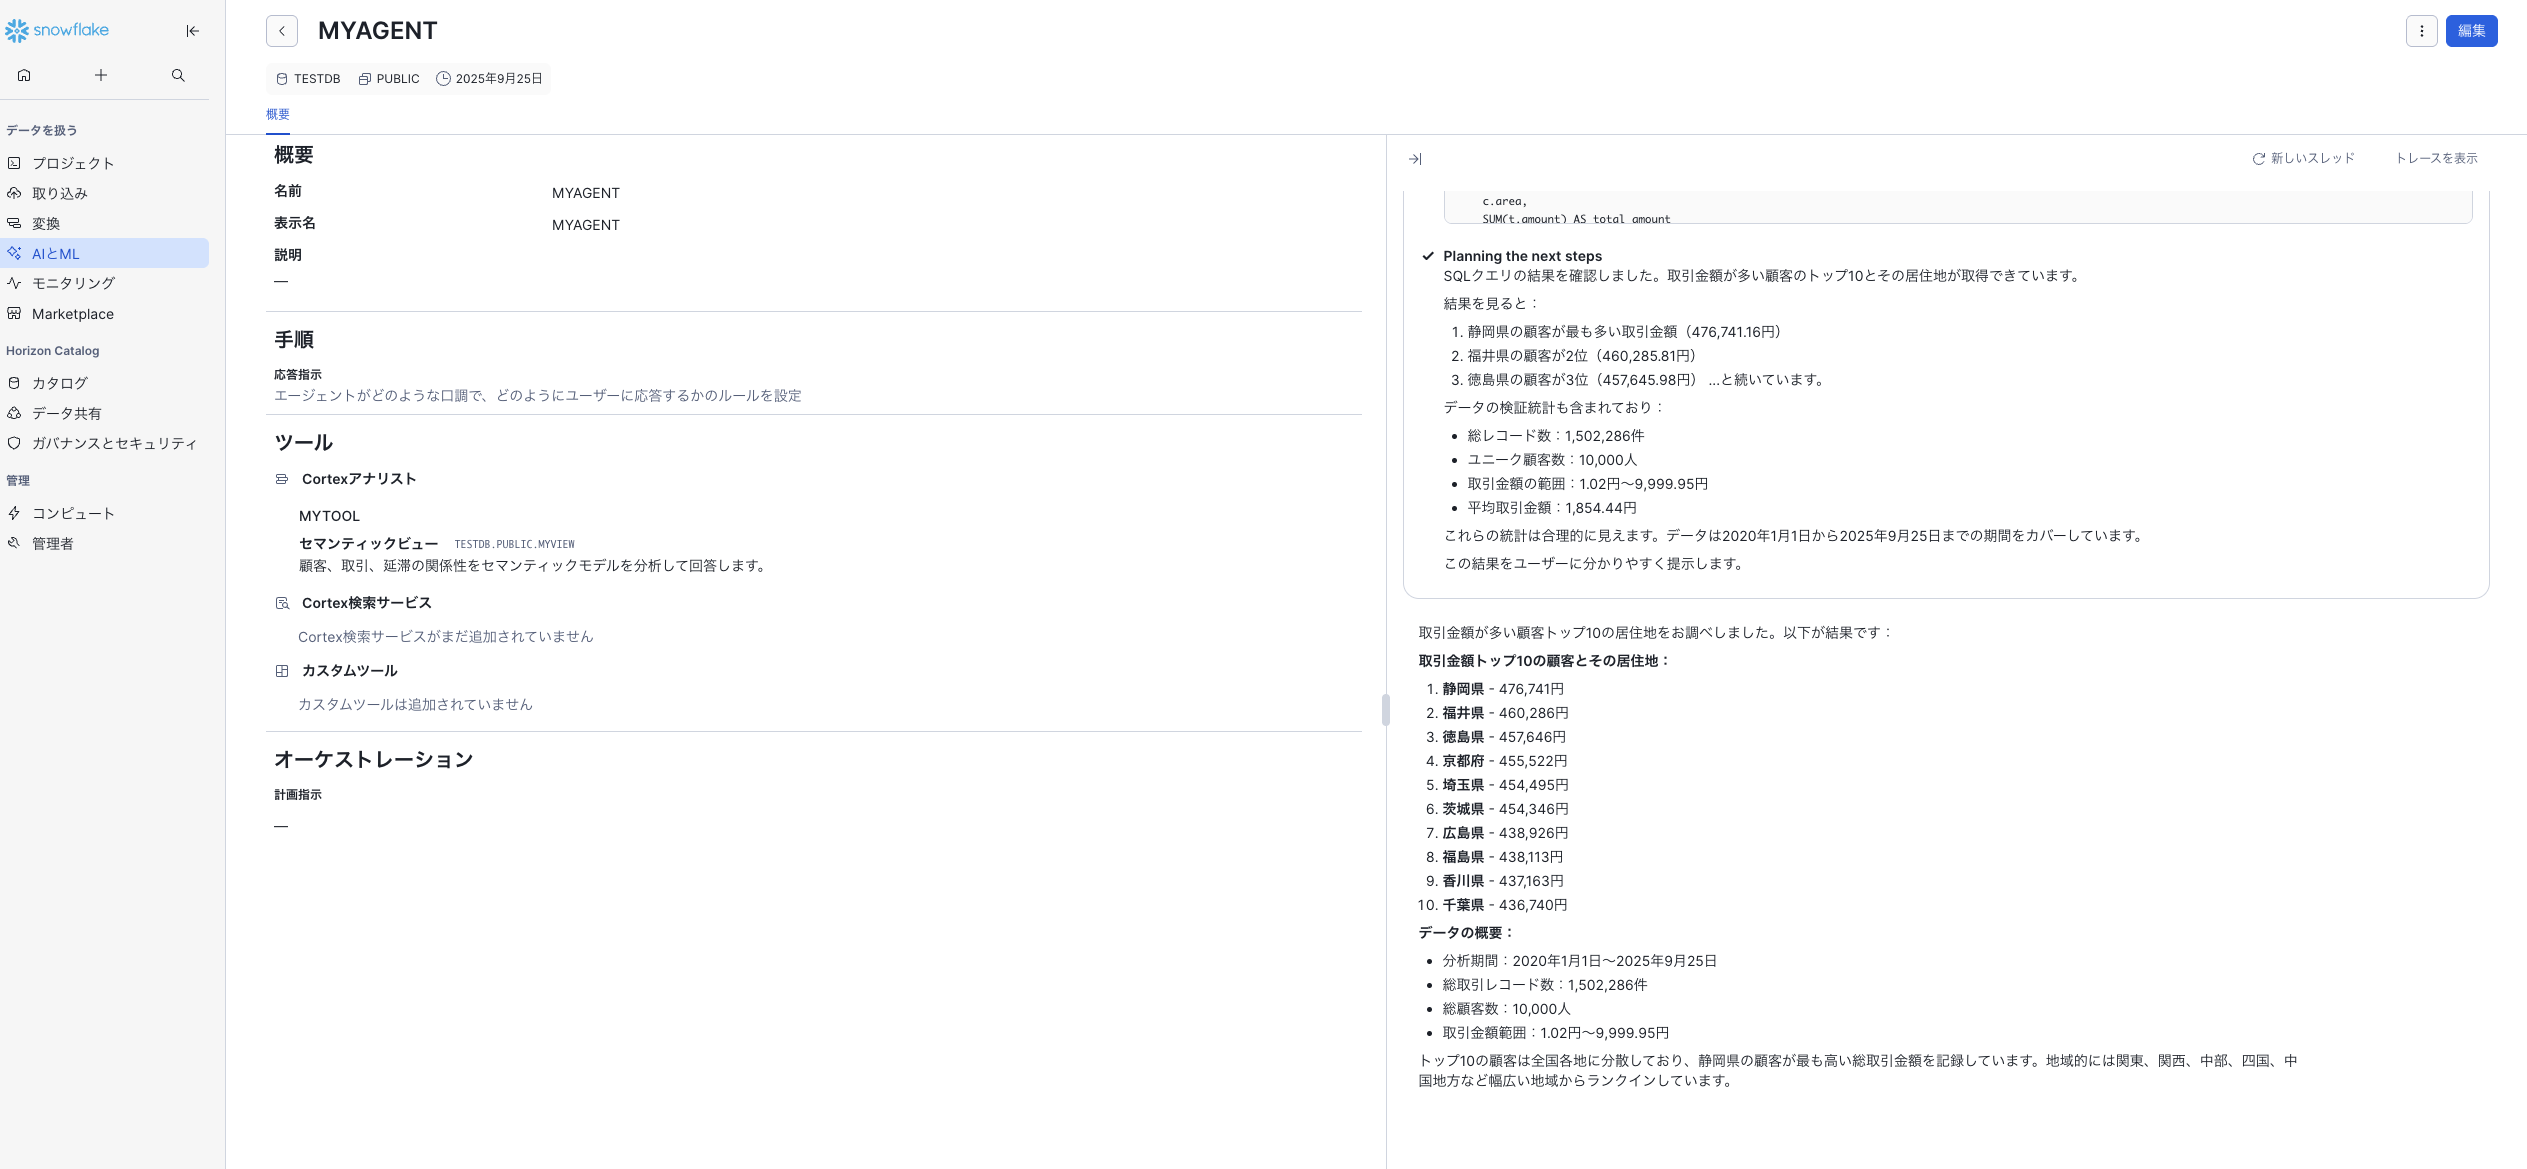 snowflake
データを扱う
プロジェクト
取り込み
変換
AIとML
モニタリング
Marketplace
Horizon Catalog
カタログ
データ共有
ガバナンスとセキュリティ
管理
コンピュート
管理者
MYAGENT
編集
TESTDB PUBLIC 2025年9月25日
概要
概要
名前 MYAGENT
表示名 MYAGENT
説明
—
手順
応答指示
エージェントがどのような口調で、どのようにユーザーに応答するかのルールを設定
ツール
Cortexアナリスト
MYTOOL
セマンティックビュー TESTDB.PUBLIC.MYVIEW
顧客、取引、延滞の関係性をセマンティックモデルを分析して回答します。
Cortex検索サービス
Cortex検索サービスがまだ追加されていません
カスタムツール
カスタムツールは追加されていません
オーケストレーション
計画指示
—
新しいスレッド トレースを表示
c.area,
SUM(t.amount) AS total_amount
Planning the next steps
SQLクエリの結果を確認しました。取引金額が多い顧客のトップ10とその居住地が取得できています。
結果を見ると：
1. 静岡県の顧客が最も多い取引金額（476,741.16円）
2. 福井県の顧客が2位（460,285.81円）
3. 徳島県の顧客が3位（457,645.98円） ...と続いています。
データの検証統計も含まれており：
• 総レコード数：1,502,286件
• ユニーク顧客数：10,000人
• 取引金額の範囲：1.02円〜9,999.95円
• 平均取引金額：1,854.44円
これらの統計は合理的に見えます。データは2020年1月1日から2025年9月25日までの期間をカバーしています。
この結果をユーザーに分かりやすく提示します。
取引金額が多い顧客トップ10の居住地をお調べしました。以下が結果です：
取引金額トップ10の顧客とその居住地：
1. 静岡県 - 476,741円
2. 福井県 - 460,286円
3. 徳島県 - 457,646円
4. 京都府 - 455,522円
5. 埼玉県 - 454,495円
6. 茨城県 - 454,346円
7. 広島県 - 438,926円
8. 福島県 - 438,113円
9. 香川県 - 437,163円
10. 千葉県 - 436,740円
データの概要：
• 分析期間：2020年1月1日〜2025年9月25日
• 総取引レコード数：1,502,286件
• 総顧客数：10,000人
• 取引金額範囲：1.02円〜9,999.95円
トップ10の顧客は全国各地に分散しており、静岡県の顧客が最も高い総取引金額を記録しています。地域的には関東、関西、中部、四国、中
国地方など幅広い地域からランクインしています。